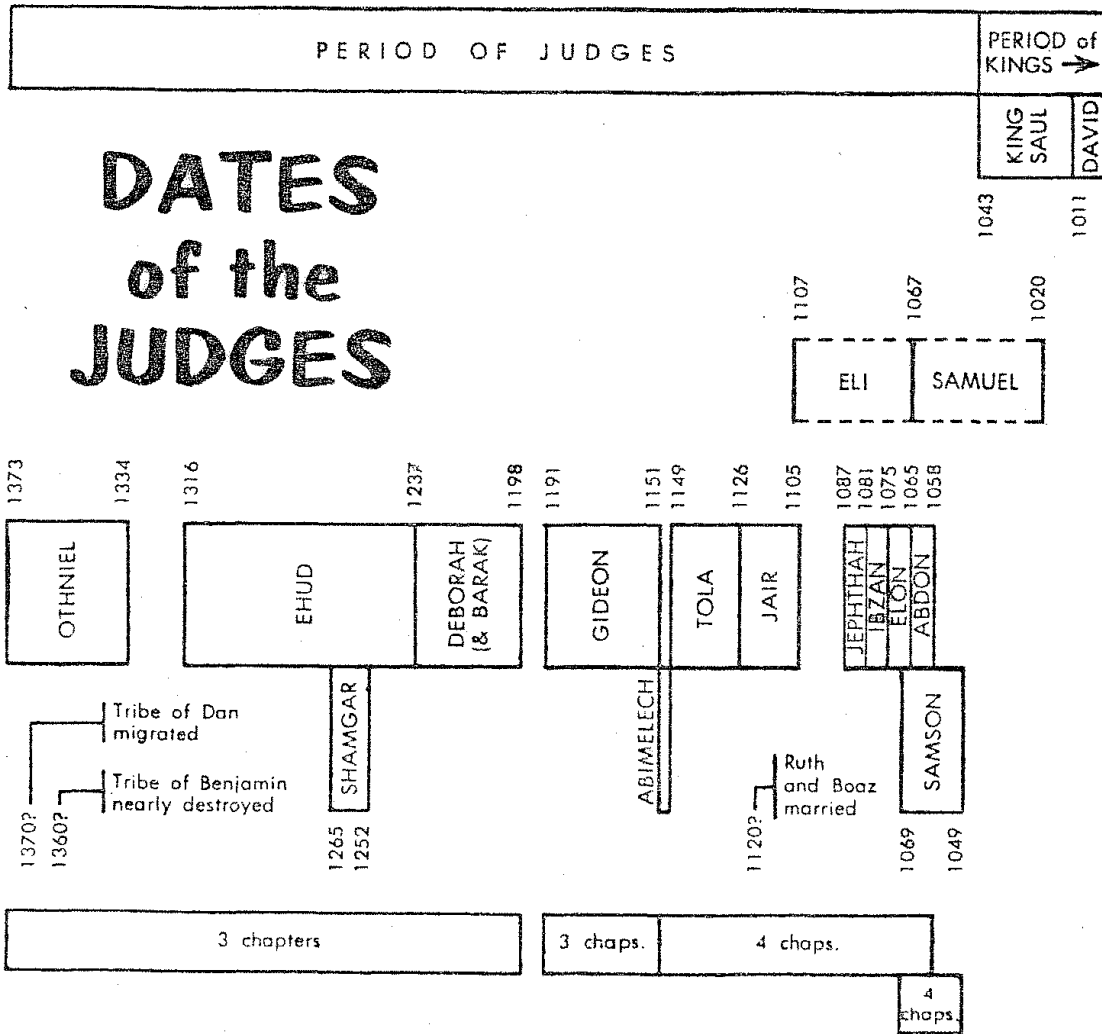 PERIOD OF JUDGES
PERIOD of
KINGS →
KING
SAUL
DAVID
1043
1011
DATES
of the
JUDGES
1107
1067
1020
ELI
SAMUEL
1373
1334
1316
1237
1198
1191
1151
1149
1126
1105
1087
1081
1075
1065
1058
OTHNIEL
EHUD
DEBORAH
(& BARAK)
GIDEON
TOLA
JAIR
JEPHTHAH
IBZAN
ELON
ABDON
SHAMGAR
ABIMELECH
SAMSON
Tribe of Dan
migrated
Tribe of Benjamin
nearly destroyed
Ruth
and Boaz
married
1370?
1360?
1265
1252
1120?
1069
1049
3 chapters
3 chaps.
4 chaps.
4
chaps.